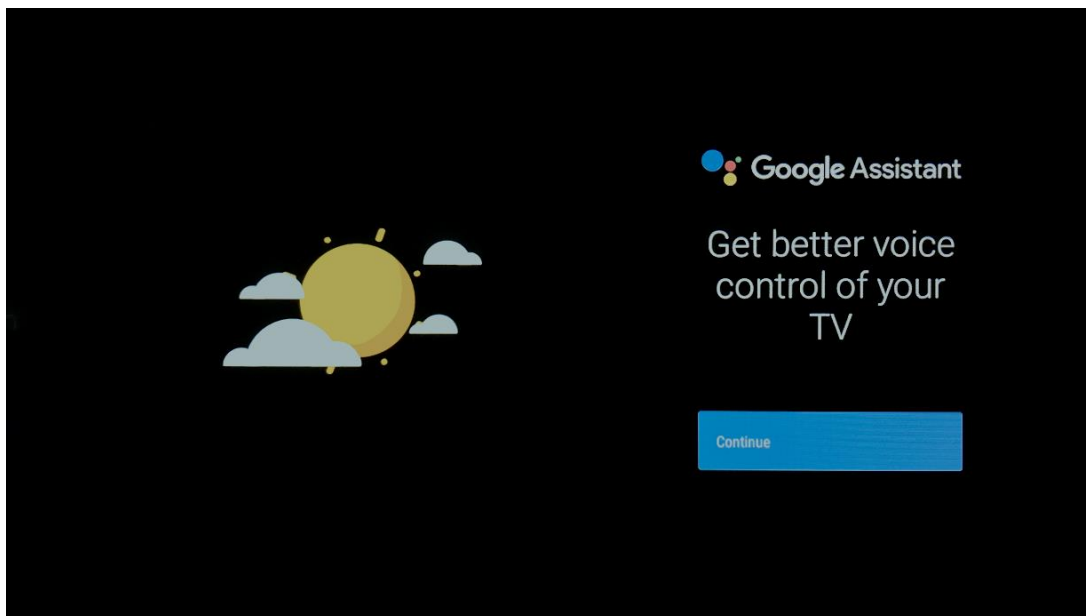 Google Assistant
Get better voice
control of your
TV
Continue